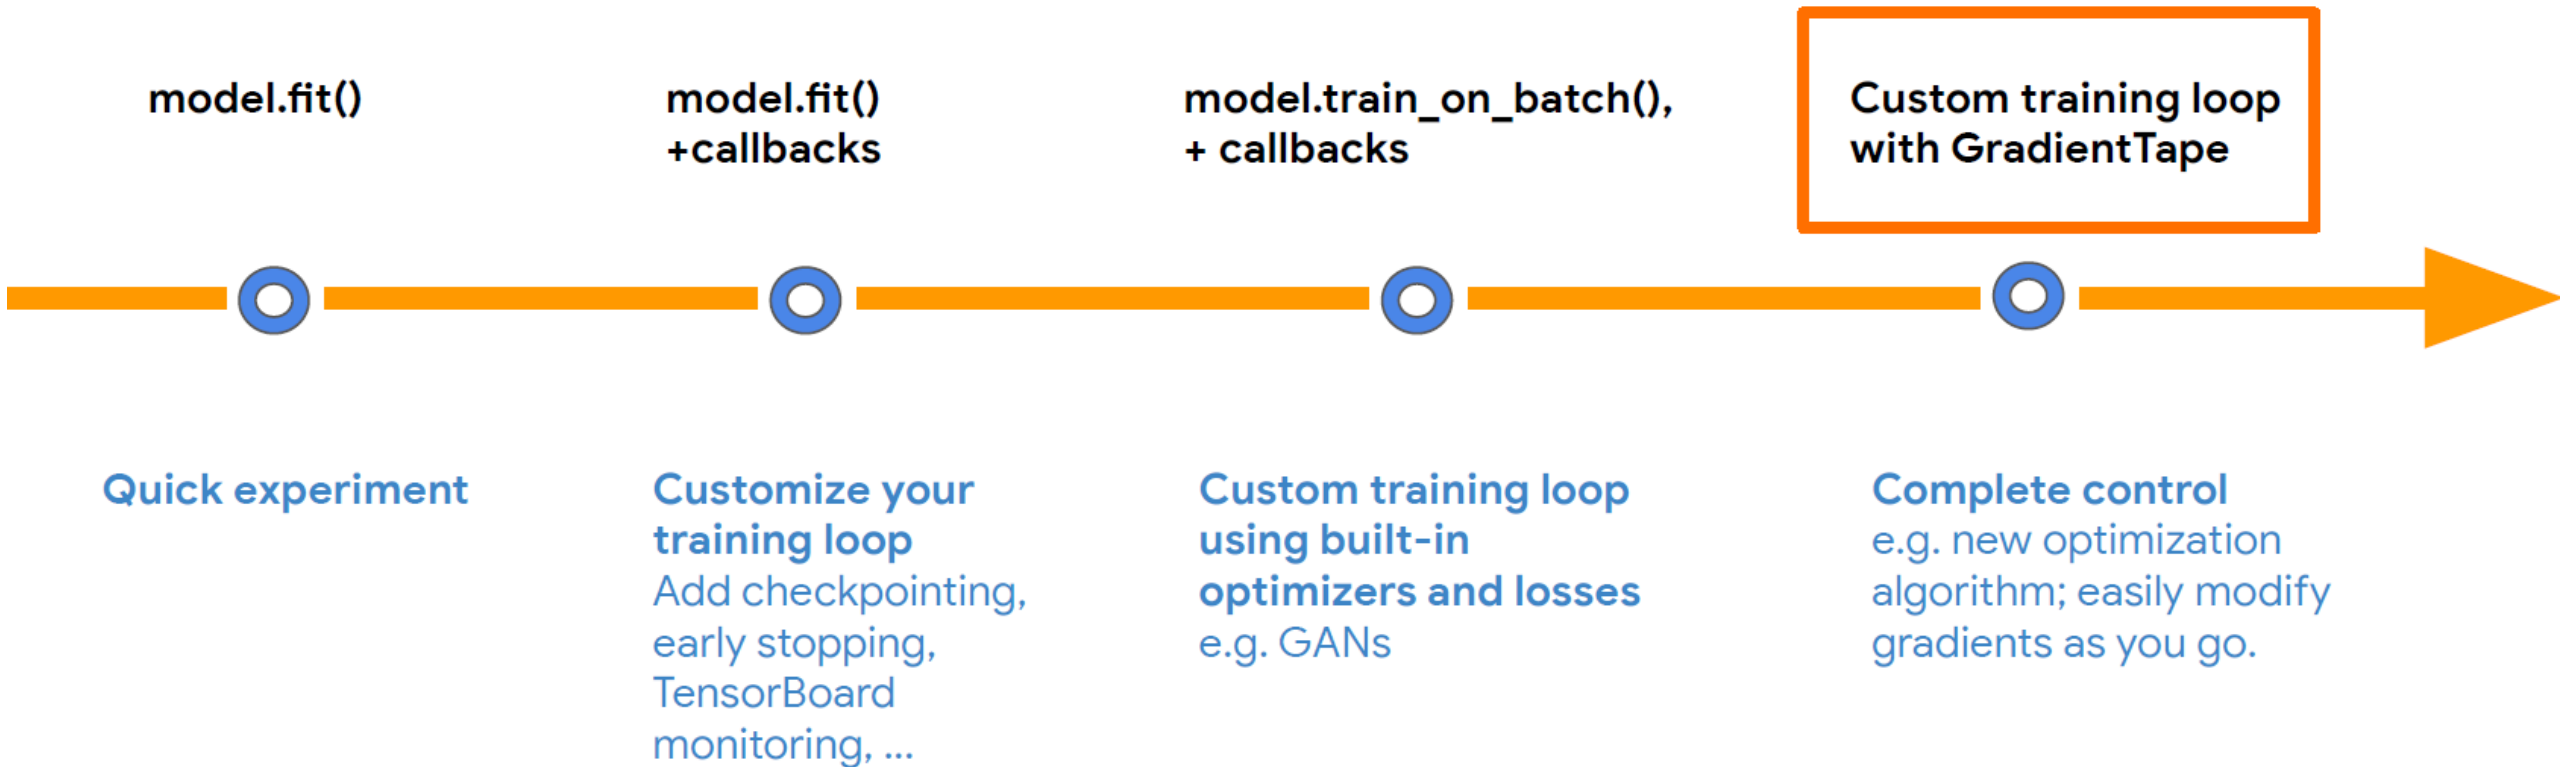 model.fit()
model.fit()
+callbacks
model.train_on_batch(),
+ callbacks
Custom training loop
with GradientTape
Quick experiment
Customize your
training loop
Add checkpointing,
early stopping,
TensorBoard
monitoring, ...
Custom training loop
using built-in
optimizers and losses
e.g. GANs
Complete control
e.g. new optimization
algorithm; easily modify
gradients as you go.